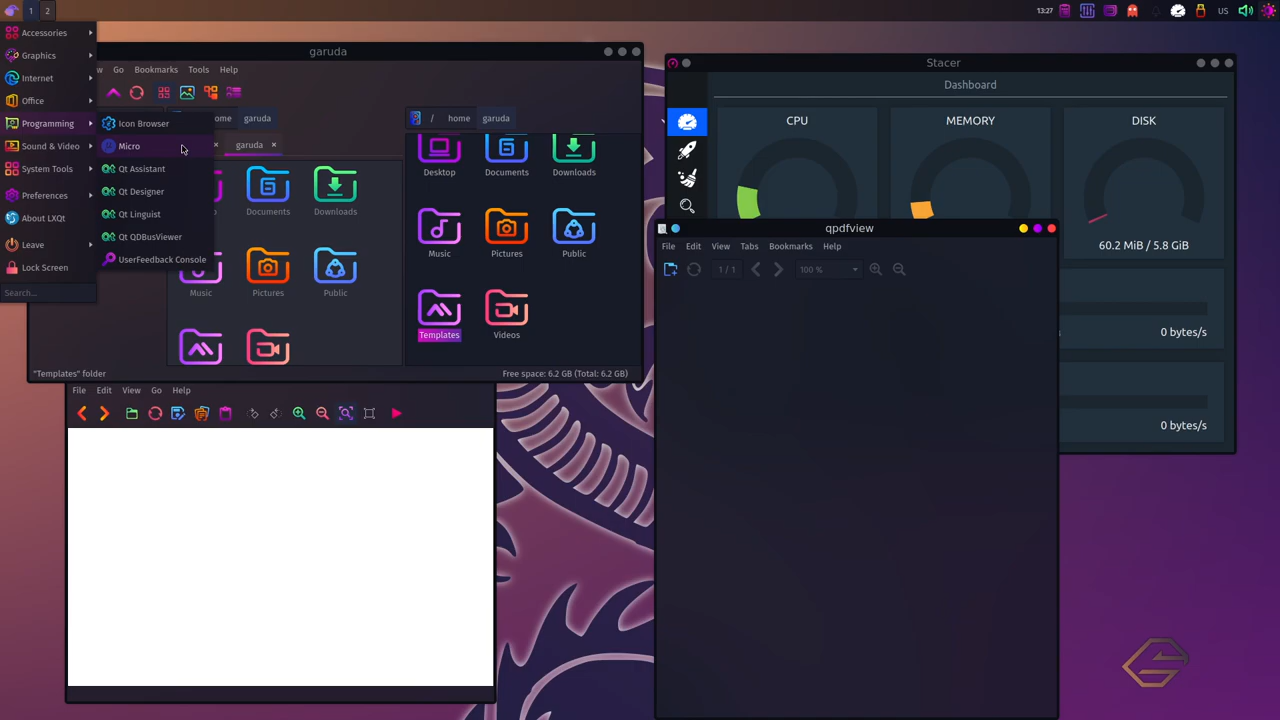 1
2
13:27
US
Accessories
Graphics
Internet
Office
Programming
Sound & Video
System Tools
Preferences
About LXQt
Leave
Lock Screen
Search...
Icon Browser
Micro
Qt Assistant
Qt Designer
Qt Linguist
Qt QDBusViewer
UserFeedback Console
garuda
Go
Bookmarks
Tools
Help
garuda
/
home
garuda
garuda
Documents
Downloads
Music
Pictures
Public
Desktop
Documents
Downloads
Music
Pictures
Public
Templates
Videos
"Templates" folder
Free space: 6.2 GB (Total: 6.2 GB)
File
Edit
View
Go
Help
Stacer
Dashboard
CPU
MEMORY
DISK
60.2 MiB / 5.8 GiB
0 bytes/s
0 bytes/s
qpdfview
File
Edit
View
Tabs
Bookmarks
Help
1 / 1
100 %